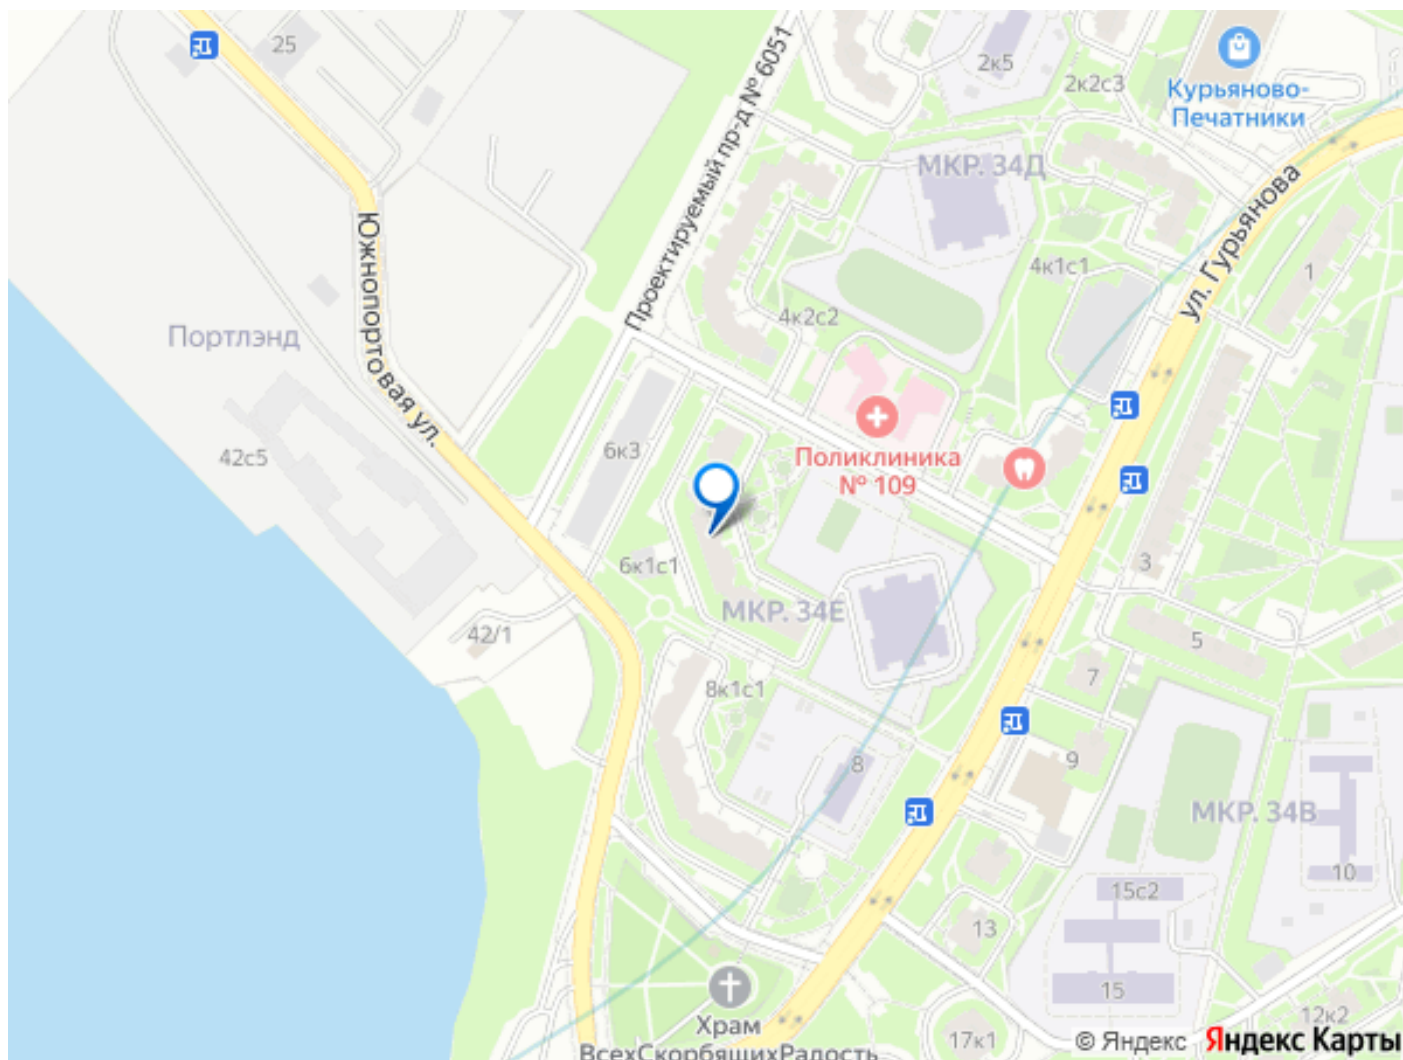 25
2к5
2к2с3
Курьяново-
Печатники
Проектируемый пр-д № 6051
МКР. 34Д
ул. Гурьянова
4к1с1
1
Южнопортовая ул.
Портлэнд
4к2с2
42с5
6к3
Поликлиника
№ 109
3
6к1с1
МКР. 34Е
42/1
5
7
8к1с1
9
8
МКР. 34В
10
15с2
13
15
Храм
ВсехСкорбящихРадость
17к1
12к2
© Яндекс
Яндекс Карты